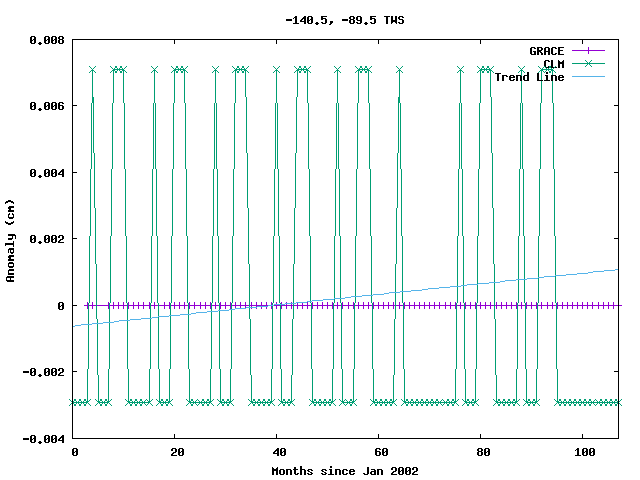 -140.5, -89.5 TWS
0.008
GRACE
CLM
Trend Line
0.006
0.004
0.002
0
-0.002
-0.004
Anomaly (cm)
0 20 40 60 80 100
Months since Jan 2002